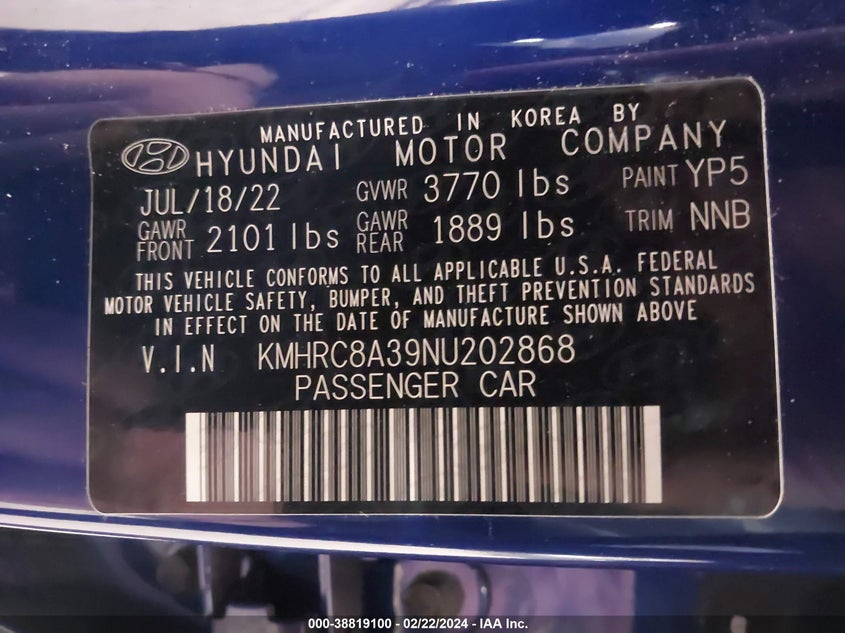 MANUFACTURED IN KOREA BY
HYUNDAI MOTOR COMPANY
JUL/18/22 GVWR 3770 lbs PAINT YP5
GAWR FRONT 2101 lbs GAWR REAR 1889 lbs TRIM NNB
THIS VEHICLE CONFORMS TO ALL APPLICABLE U.S.A. FEDERAL
MOTOR VEHICLE SAFETY, BUMPER, AND THEFT PREVENTION STANDARDS
IN EFFECT ON THE DATE OF MANUFACTURE SHOWN ABOVE
V.I.N KMHRC8A39NU202868
PASSENGER CAR
000-38819100 - 02/22/2024 - IAA Inc.